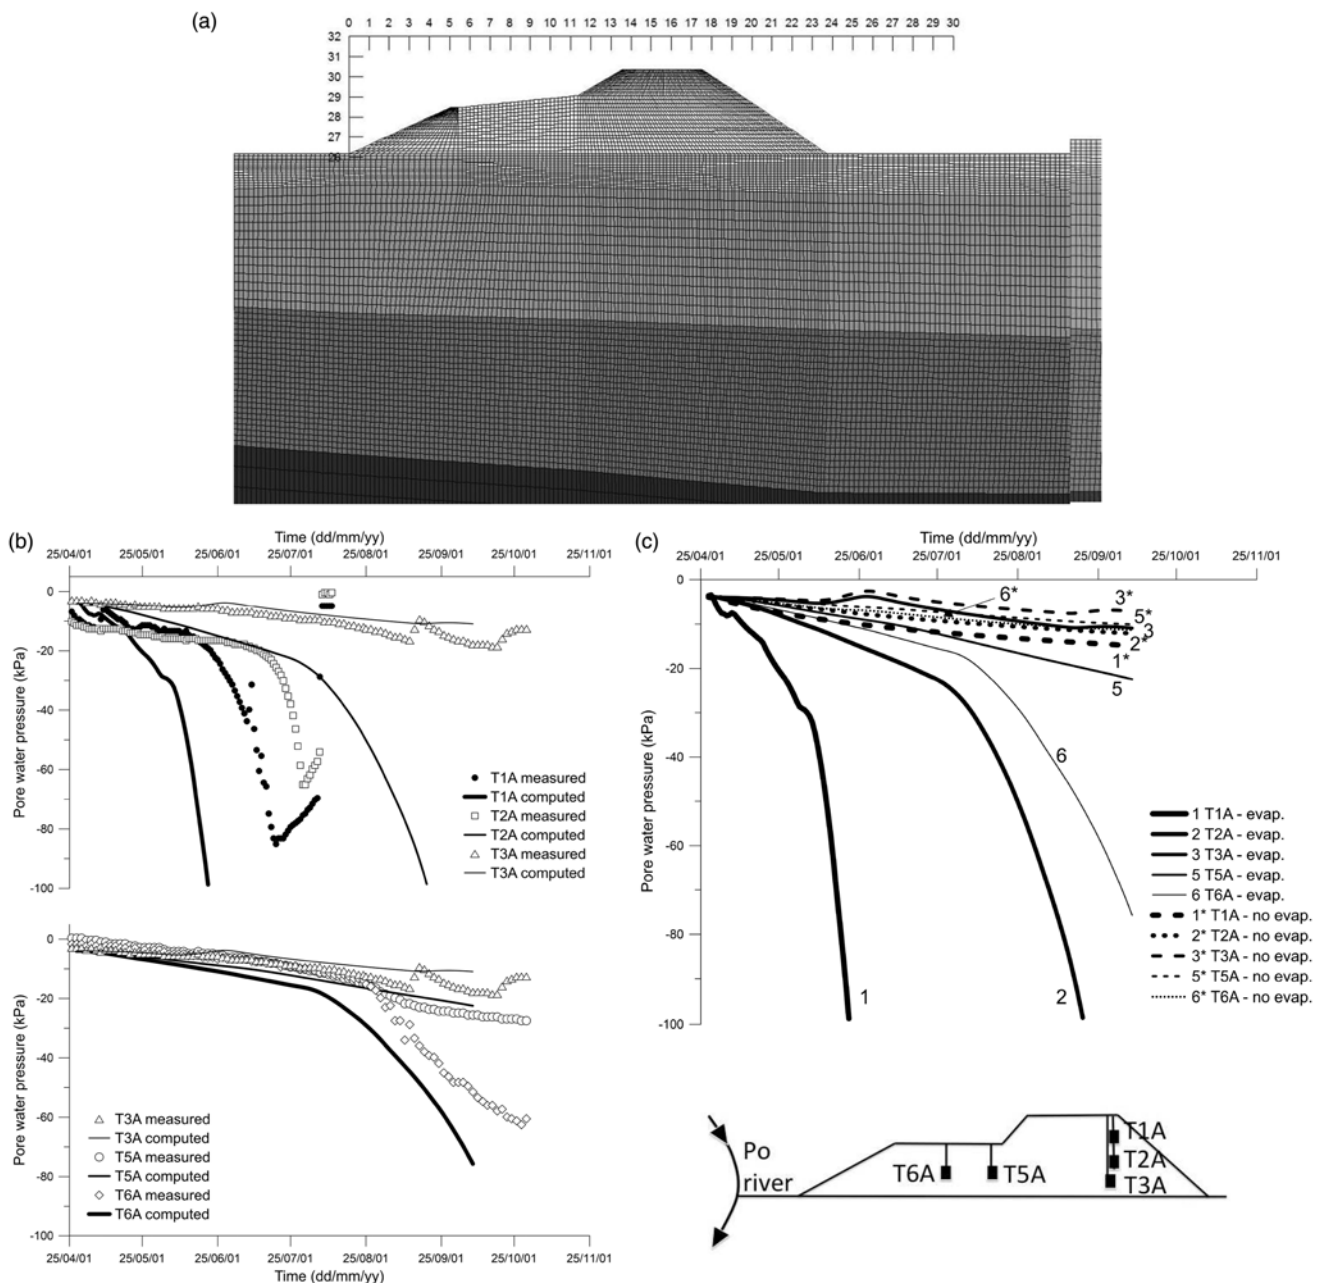 (a)
0 1 2 3 4 5 6 7 8 9 10 11 12 13 14 15 16 17 18 19 20 21 22 23 24 25 26 27 28 29 30
32
31
30
29
28
27
26
(b)
Time (dd/mm/yy)
25/04/01 25/05/01 25/06/01 25/07/01 25/08/01 25/09/01 25/10/01 25/11/01
Pore water pressure (kPa)
0
-20
-40
-60
-80
-100
T1A measured
T1A computed
T2A measured
T2A computed
T3A measured
T3A computed
Pore water pressure (kPa)
0
-20
-40
-60
-80
-100
T3A measured
T3A computed
T5A measured
T5A computed
T6A measured
T6A computed
25/04/01 25/05/01 25/06/01 25/07/01 25/08/01 25/09/01 25/10/01 25/11/01
Time (dd/mm/yy)
(c)
Time (dd/mm/yy)
25/04/01 25/05/01 25/06/01 25/07/01 25/08/01 25/09/01 25/10/01 25/11/01
Pore water pressure (kPa)
0
-20
-40
-60
-80
-100
6*
3*
5*
3
2*
1*
5
6
1
2
1 T1A - evap.
2 T2A - evap.
3 T3A - evap.
5 T5A - evap.
6 T6A - evap.
1* T1A - no evap.
2* T2A - no evap.
3* T3A - no evap.
5* T5A - no evap.
6* T6A - no evap.
Po
river
T6A
T5A
T1A
T2A
T3A